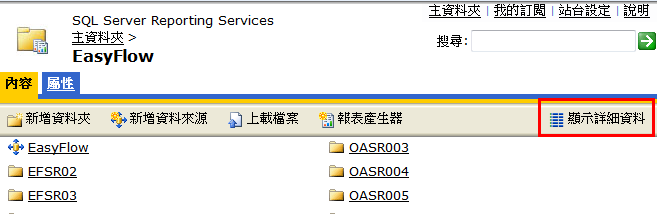 SQL Server Reporting Services
主資料夾 | 我的訂閱 | 站台設定 | 說明
主資料夾 >
搜尋:
EasyFlow
內容 屬性
新增資料夾 新增資料來源 上載檔案 報表產生器 顯示詳細資料
EasyFlow OASR003
EFSR02 OASR004
EFSR03 OASR005